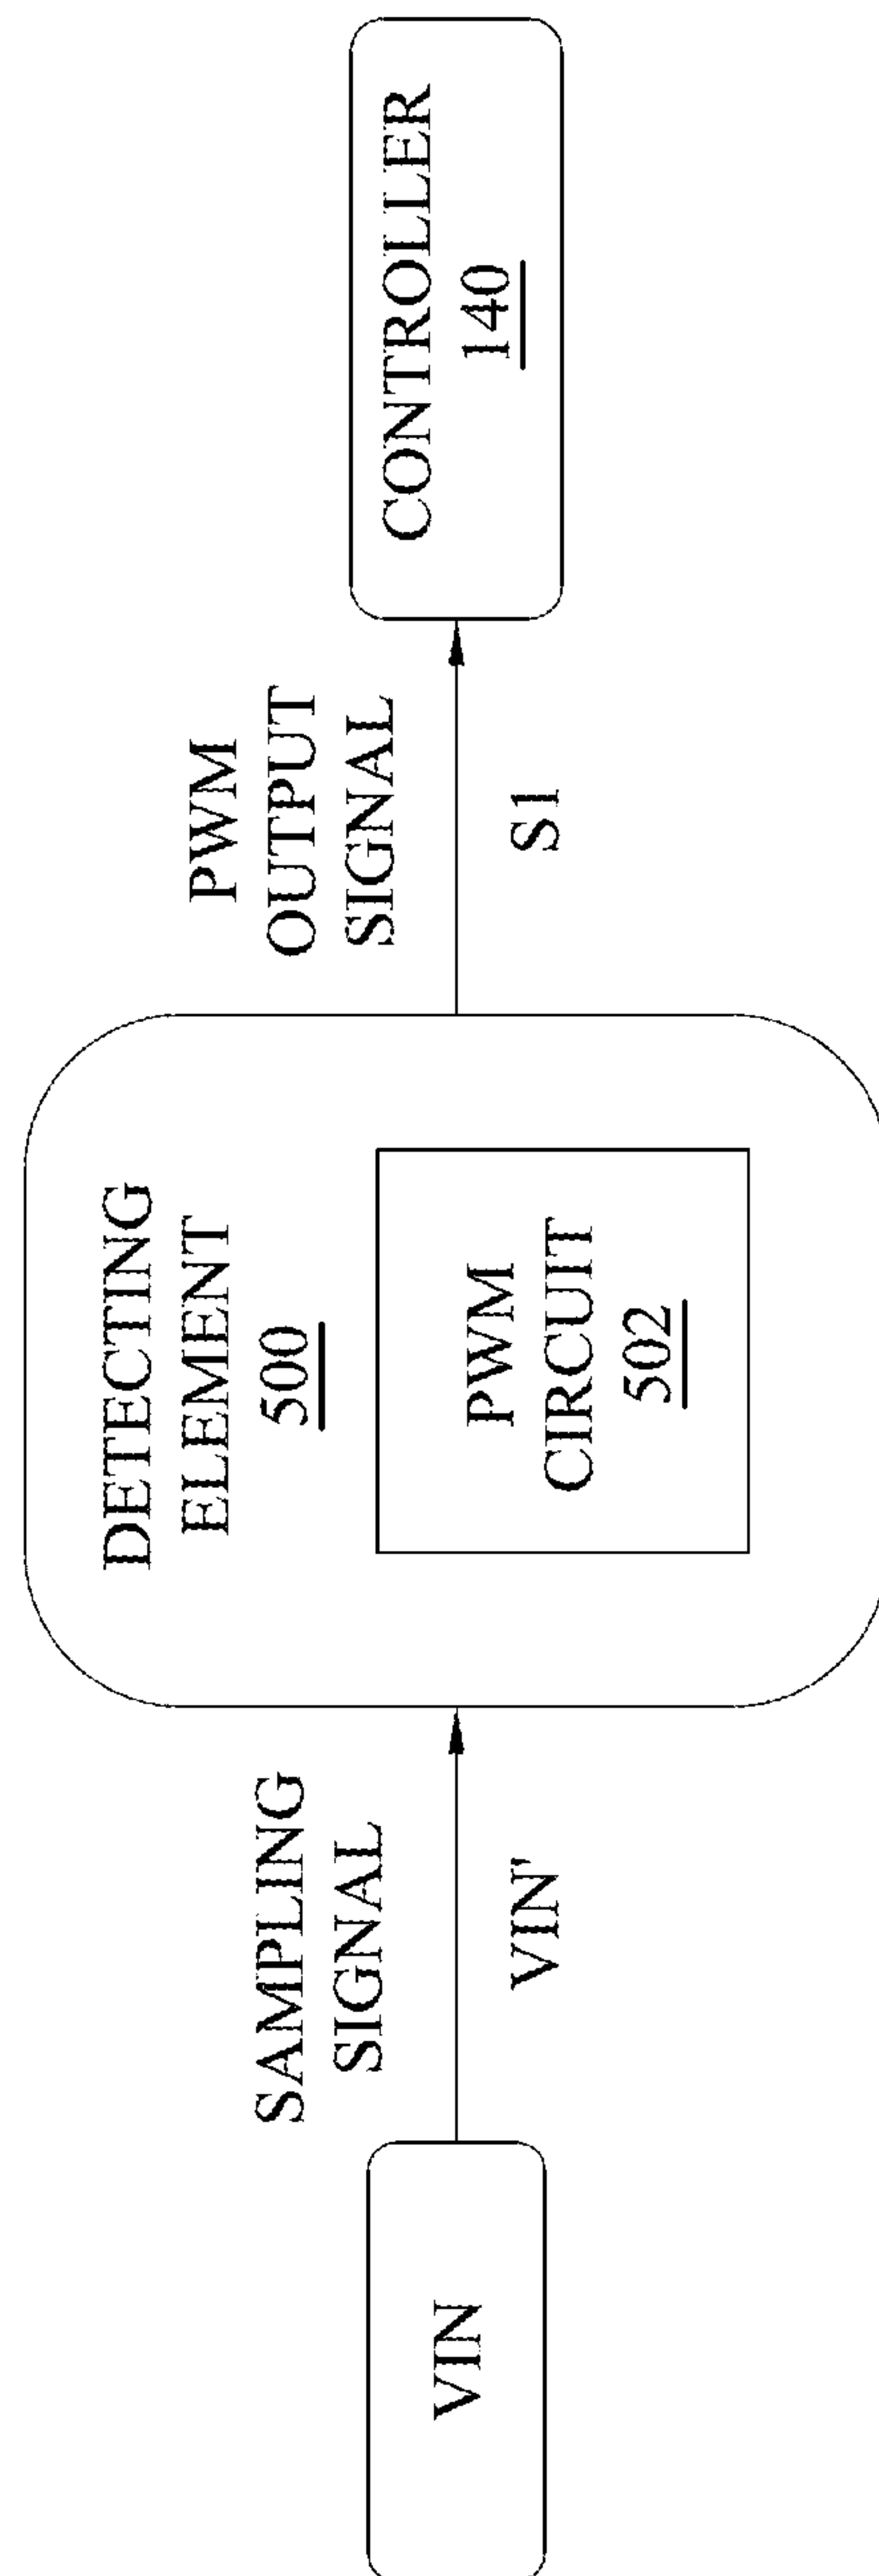 VIN
SAMPLING
SIGNAL
VIN'
DETECTING
ELEMENT
500
PWM
CIRCUIT
502
PWM
OUTPUT
SIGNAL
S1
CONTROLLER
140